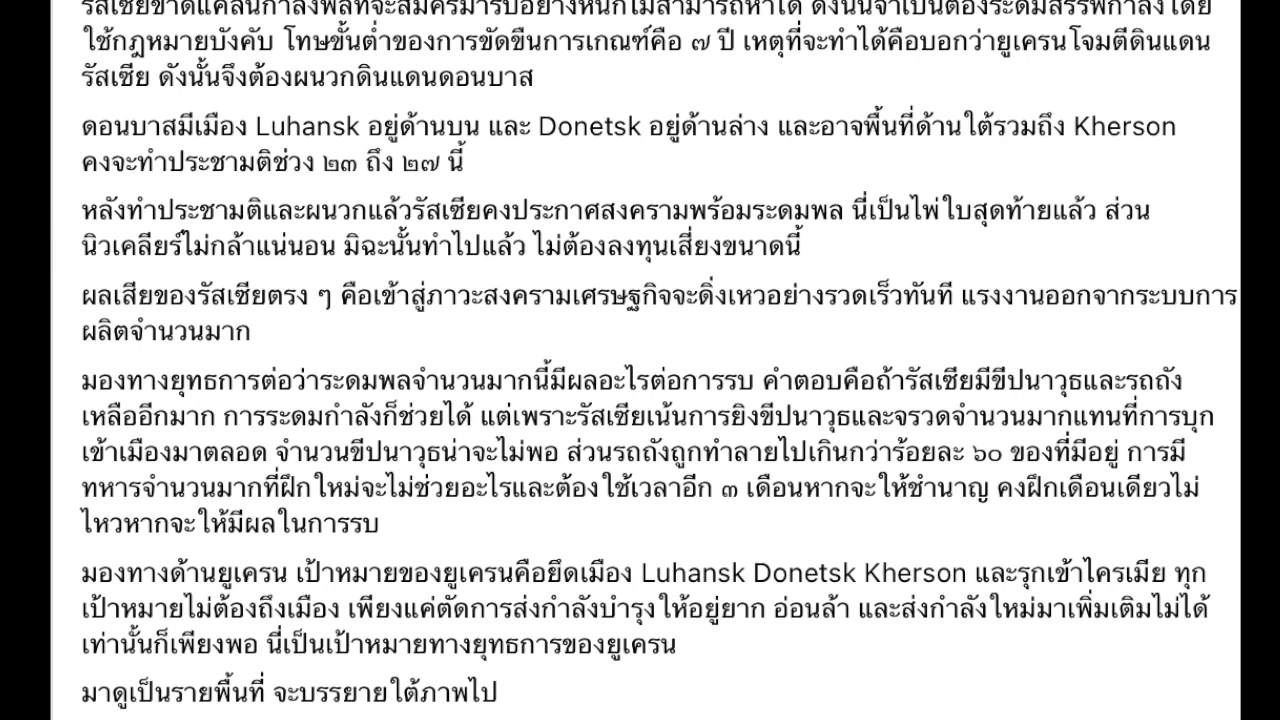 รัสเซียขาดแคลนกำลังพลที่จะสมัครมารบอย่างหนักไม่สามารถหาได้ ดังนั้นจำเป็นต้องระดมสรรพกำลังโดย
ใช้กฎหมายบังคับ โทษขั้นต่ำของการขัดขืนการเกณฑ์คือ ๗ ปี เหตุที่จะทำได้คือบอกว่ายูเครนโจมตีดินแดน
รัสเซีย ดังนั้นจึงต้องผนวกดินแดนดอนบาส
ดอนบาสมีเมือง Luhansk อยู่ด้านบน และ Donetsk อยู่ด้านล่าง และอาจพื้นที่ด้านใต้รวมถึง Kherson
คงจะทำประชามติช่วง ๒๓ ถึง ๒๗ นี้
หลังทำประชามติและผนวกแล้วรัสเซียคงประกาศสงครามพร้อมระดมพล นี่เป็นไพ่ใบสุดท้ายแล้ว ส่วน
นิวเคลียร์ไม่กล้าแน่นอน มิฉะนั้นทำไปแล้ว ไม่ต้องลงทุนเสี่ยงขนาดนี้
ผลเสียของรัสเซียตรง ๆ คือเข้าสู่ภาวะสงครามเศรษฐกิจจะดิ่งเหวอย่างรวดเร็วทันที แรงงานออกจากระบบการ
ผลิตจำนวนมาก
มองทางยุทธการต่อว่าระดมพลจำนวนมากนี้มีผลอะไรต่อการรบ คำตอบคือถ้ารัสเซียมีขีปนาวุธและรถถัง
เหลืออีกมาก การระดมกำลังก็ช่วยได้ แต่เพราะรัสเซียเน้นการยิงขีปนาวุธและจรวดจำนวนมากแทนที่การบุก
เข้าเมืองมาตลอด จำนวนขีปนาวุธน่าจะไม่พอ ส่วนรถถังถูกทำลายไปเกินกว่าร้อยละ ๖๐ ของที่มีอยู่ การมี
ทหารจำนวนมากที่ฝึกใหม่จะไม่ช่วยอะไรและต้องใช้เวลาอีก ๓ เดือนหากจะให้ชำนาญ คงฝึกเดือนเดียวไม่
ไหวหากจะให้มีผลในการรบ
มองทางด้านยูเครน เป้าหมายของยูเครนคือยึดเมือง Luhansk Donetsk Kherson และรุกเข้าไครเมีย ทุก
เป้าหมายไม่ต้องถึงเมือง เพียงแค่ตัดการส่งกำลังบำรุงให้อยู่ยาก อ่อนล้า และส่งกำลังใหม่มาเพิ่มเติมไม่ได้
เท่านั้นก็เพียงพอ นี่เป็นเป้าหมายทางยุทธการของยูเครน
มาดูเป็นรายพื้นที่ จะบรรยายใต้ภาพไป